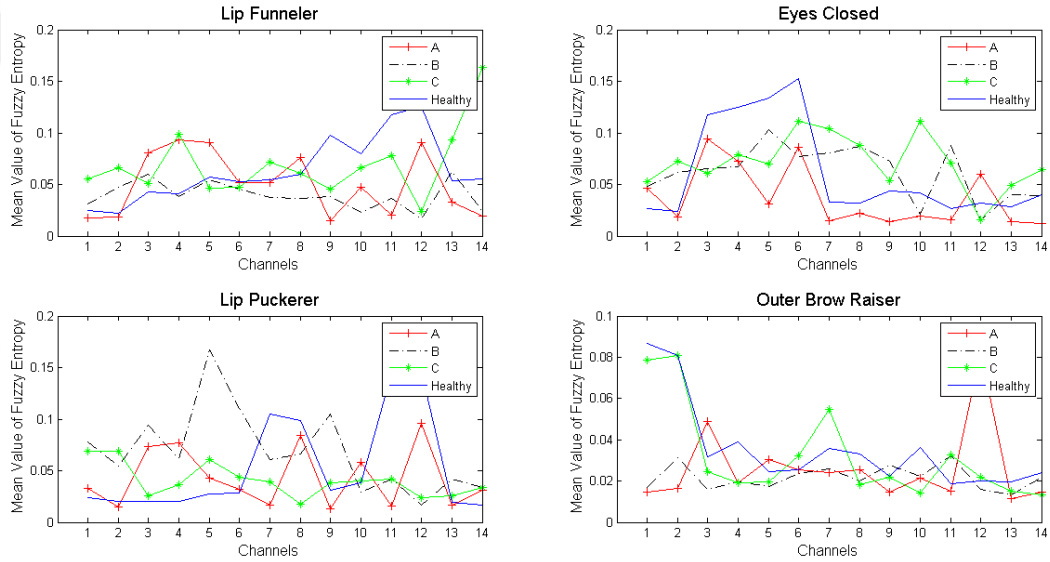 Lip Funneler
Mean Value of Fuzzy Entropy
0.2
0.15
0.1
0.05
0
A
B
C
Healthy
1 2 3 4 5 6 7 8 9 10 11 12 13 14
Channels
Eyes Closed
Mean Value of Fuzzy Entropy
0.2
0.15
0.1
0.05
0
A
B
C
Healthy
1 2 3 4 5 6 7 8 9 10 11 12 13 14
Channels
Lip Puckerer
Mean Value of Fuzzy Entropy
0.2
0.15
0.1
0.05
0
A
B
C
Healthy
1 2 3 4 5 6 7 8 9 10 11 12 13 14
Channels
Outer Brow Raiser
Mean Value of Fuzzy Entropy
0.1
0.08
0.06
0.04
0.02
0
A
B
C
Healthy
1 2 3 4 5 6 7 8 9 10 11 12 13 14
Channels